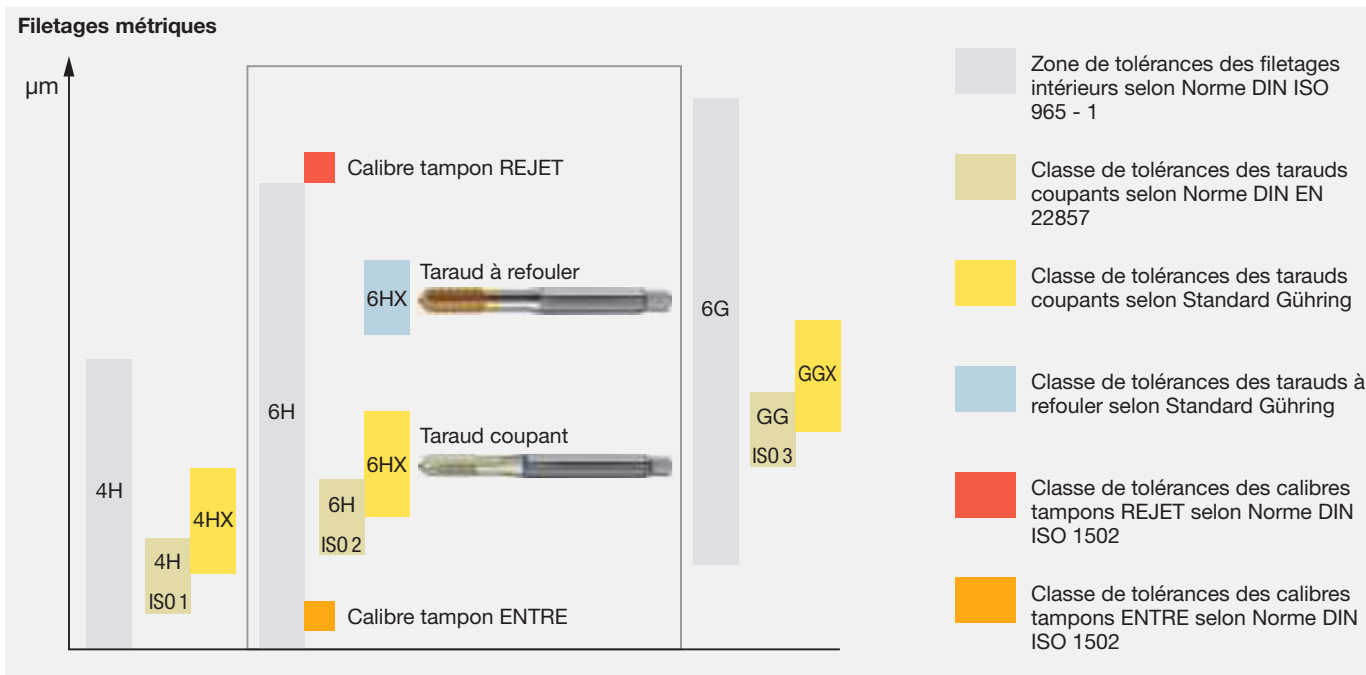 Filetages métriques
µm
Calibre tampon REJET
Taraud à refouler
6HX
6G
GGX
6H
GG
ISO 3
Taraud coupant
6HX
4H
4HX
6H
ISO 2
4H
ISO 1
Calibre tampon ENTRE
Zone de tolérances des filetages
intérieurs selon Norme DIN ISO
965 - 1
Classe de tolérances des tarauds
coupants selon Norme DIN EN
22857
Classe de tolérances des tarauds
coupants selon Standard Gühring
Classe de tolérances des tarauds à
refouler selon Standard Gühring
Classe de tolérances des calibres
tampons REJET selon Norme DIN
ISO 1502
Classe de tolérances des calibres
tampons ENTRE selon Norme DIN
ISO 1502